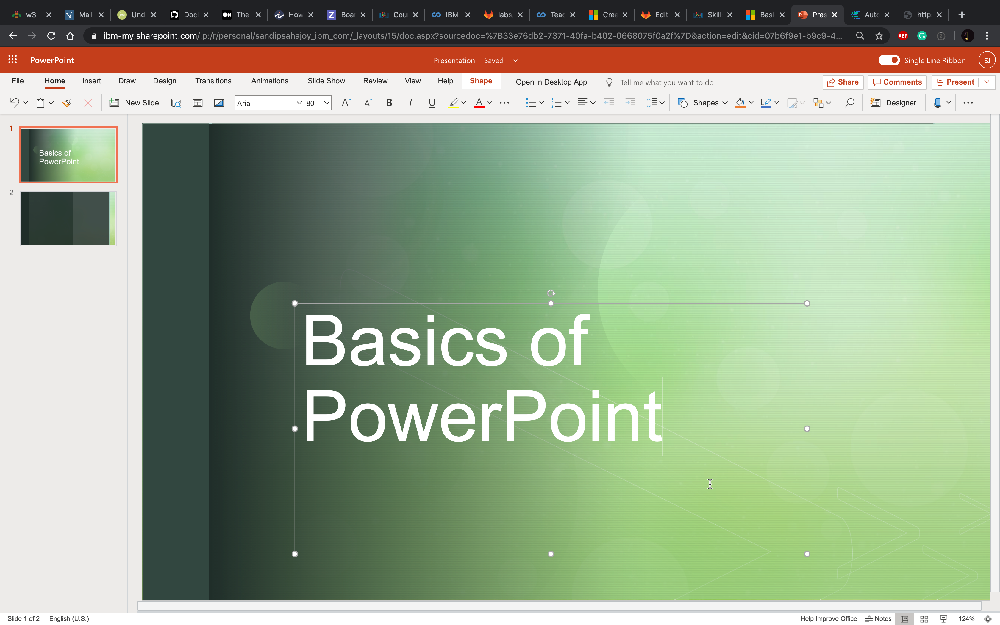 w3 Mail Und Doc The How Z Boar Cou IBM labs Teac Crea Edit Skill Basi Pres Auto http
ibm-my.sharepoint.com/:p:/r/personal/sandipsahajoy_ibm_com/_layouts/15/doc.aspx?sourcedoc=%7B33e76db2-7371-40fa-b402-0668075f0a2f%7D&action=edit&cid=07b6f9e1-b9c9-4... ABP
PowerPoint Presentation - Saved Single Line Ribbon SJ
File Home Insert Draw Design Transitions Animations Slide Show Review View Help Shape Open in Desktop App Tell me what you want to do Share Comments Present
New Slide Arial 80 A A B I U A Shapes Designer
1
Basics of
PowerPoint
2
Basics of
PowerPoint
Slide 1 of 2 English (U.S.) Help Improve Office Notes 124%